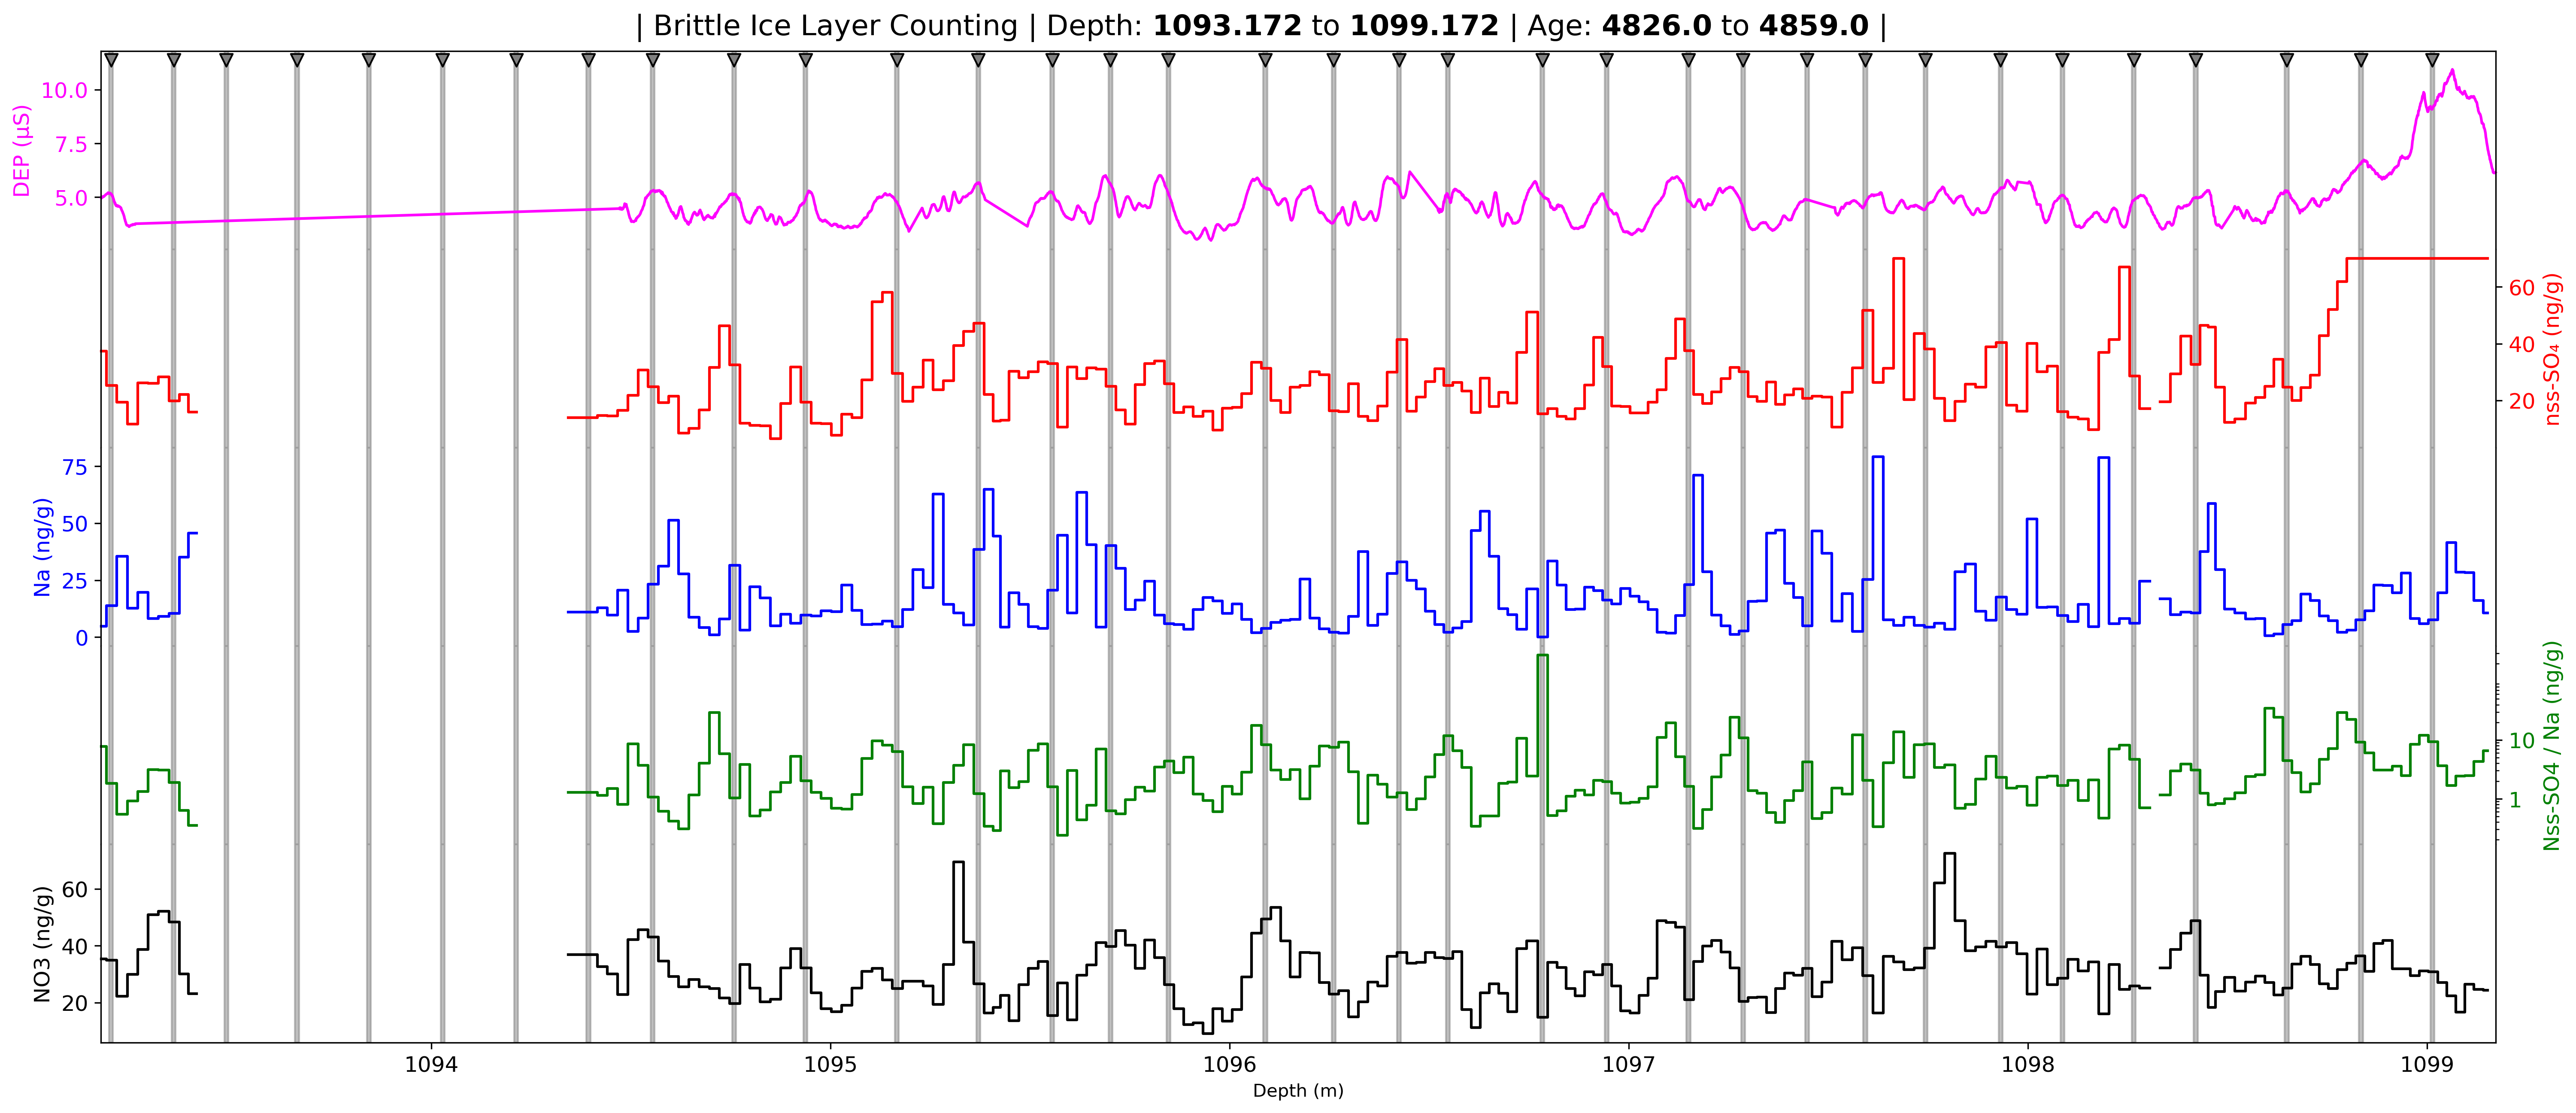 | Brittle Ice Layer Counting | Depth: 1093.172 to 1099.172 | Age: 4826.0 to 4859.0 |
DEP (µS)
10.0
7.5
5.0
nss-SO₄ (ng/g)
60
40
20
Na (ng/g)
75
50
25
0
Nss-SO4 / Na (ng/g)
10
1
NO3 (ng/g)
60
40
20
1094 1095 1096 1097 1098 1099
Depth (m)